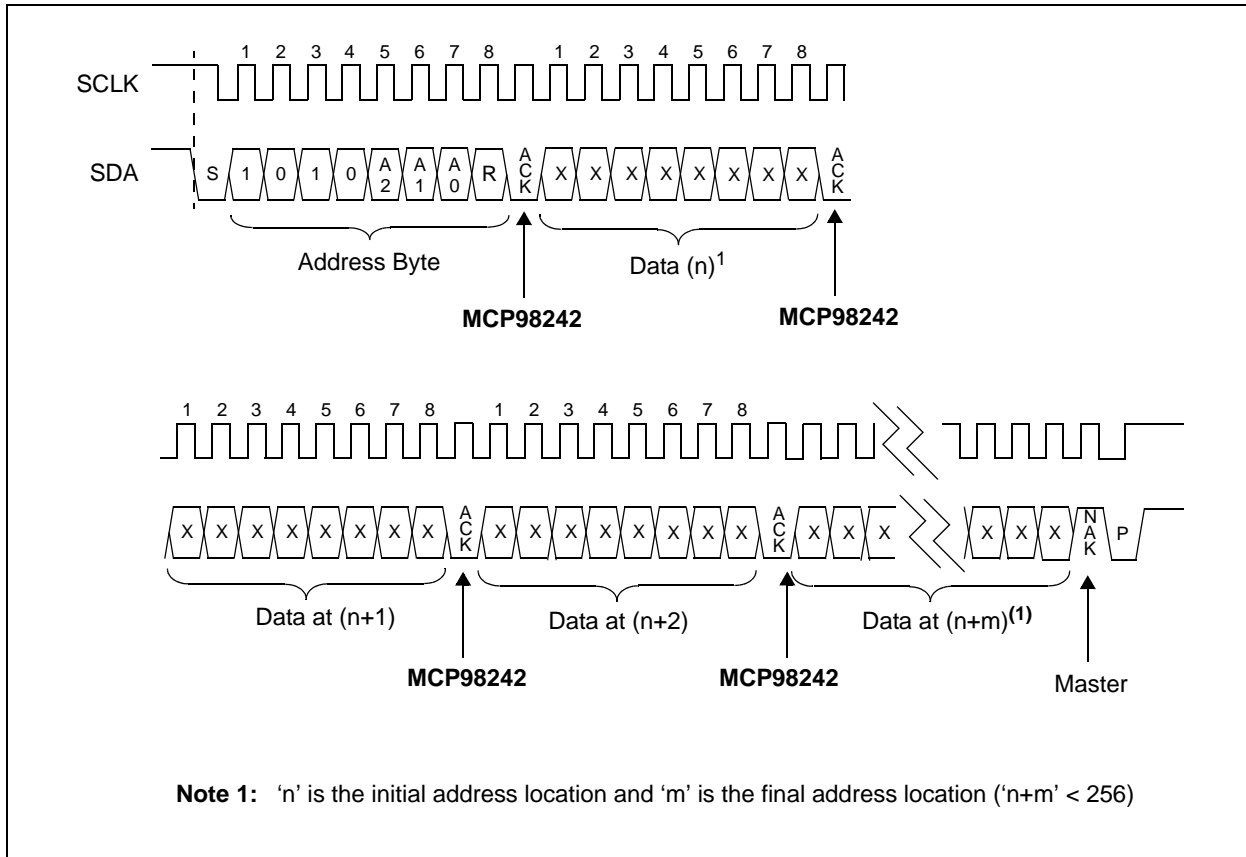 1 2 3 4 5 6 7 8 1 2 3 4 5 6 7 8
SCLK
SDA
S 1 0 1 0 A2 A1 A0 R ACK X X X X X X X X ACK
Address Byte Data (n)1
MCP98242 MCP98242
1 2 3 4 5 6 7 8 1 2 3 4 5 6 7 8
X X X X X X X X ACK X X X X X X X X ACK X X X X X X NAK P
Data at (n+1) Data at (n+2) Data at (n+m)(1)
MCP98242 MCP98242 Master
Note 1: ‘n’ is the initial address location and ‘m’ is the final address location (‘n+m’ < 256)